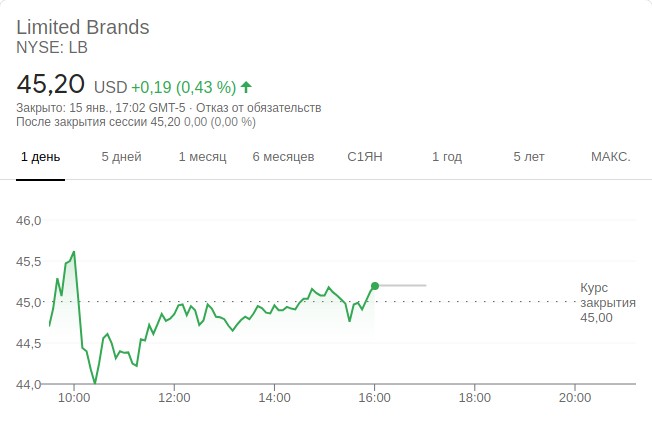 Limited Brands
NYSE: LB
45,20 USD +0,19 (0,43 %)
Закрыто: 15 янв., 17:02 GMT-5 · Отказ от обязательств
После закрытия сессии 45,20 0,00 (0,00 %)
1 день 5 дней 1 месяц 6 месяцев С1ЯН 1 год 5 лет МАКС.
46,0
45,5
45,0
44,5
44,0
Курс
закрытия
45,00
10:00 12:00 14:00 16:00 18:00 20:00